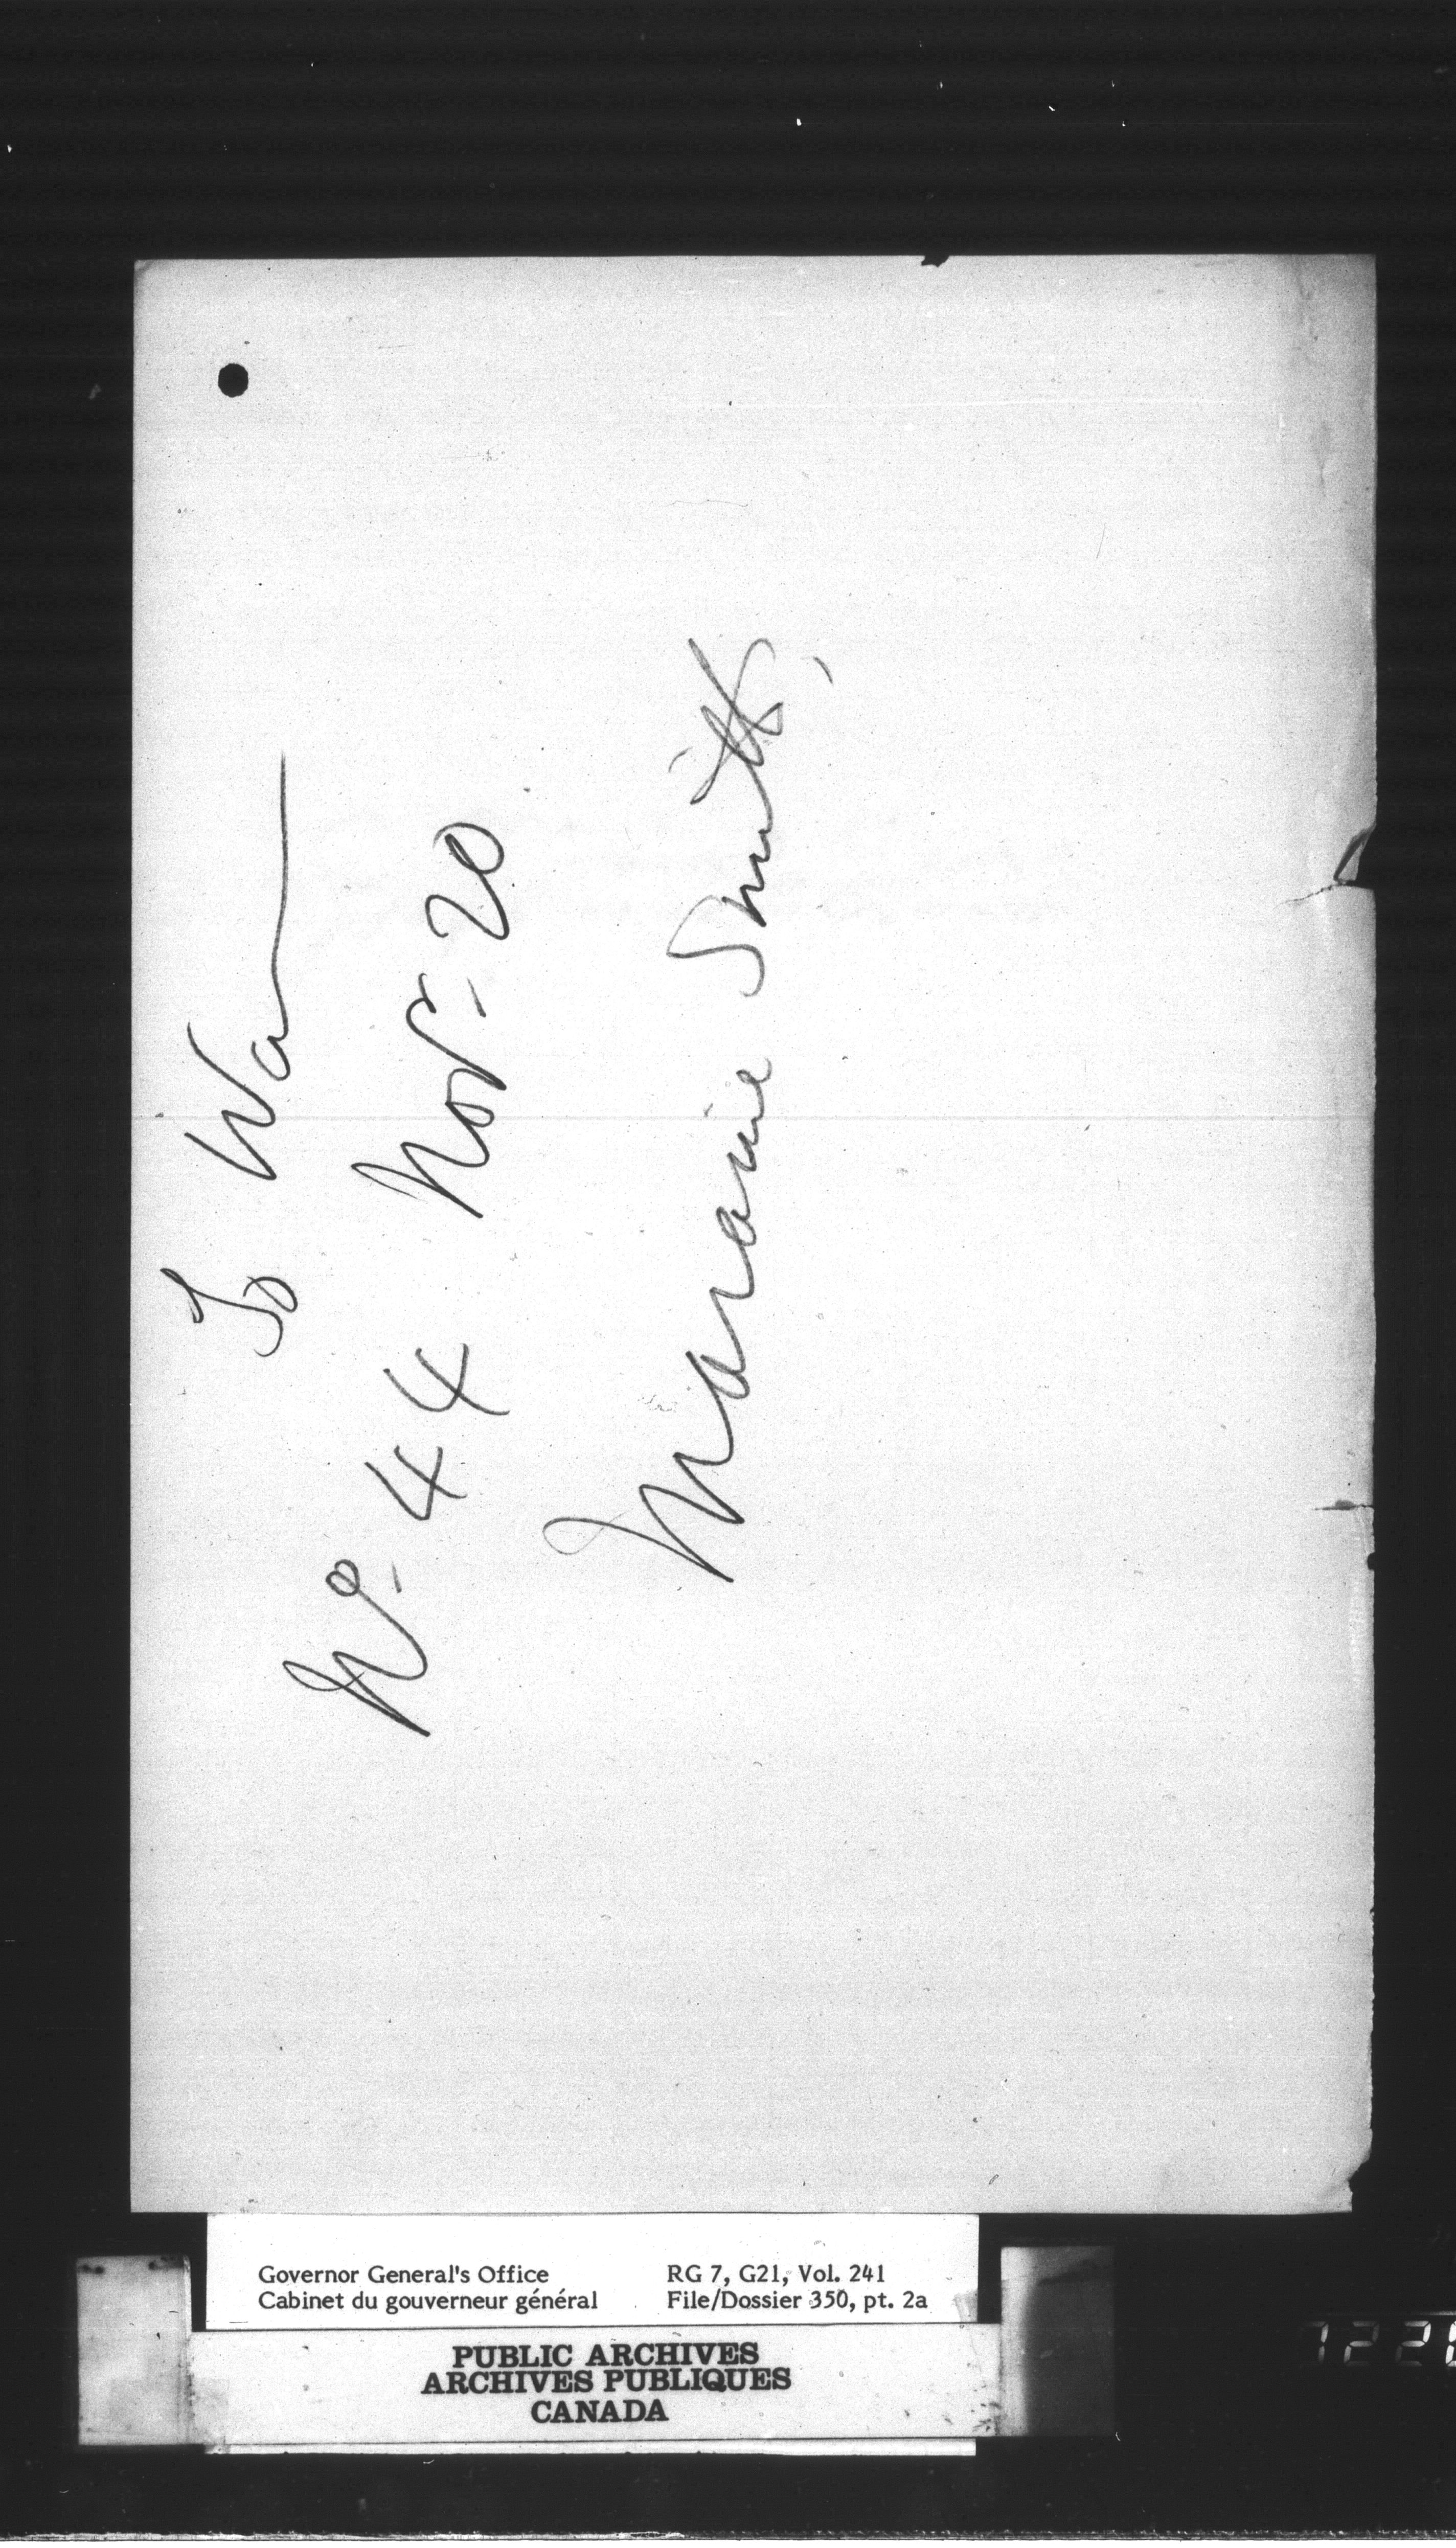 To Wa
No. 44 Nov. 20
Maranie Smith,
Governor General's Office
Cabinet du gouverneur général
RG 7, G21, Vol. 241
File/Dossier 350, pt. 2a
PUBLIC ARCHIVES
ARCHIVES PUBLIQUES
CANADA